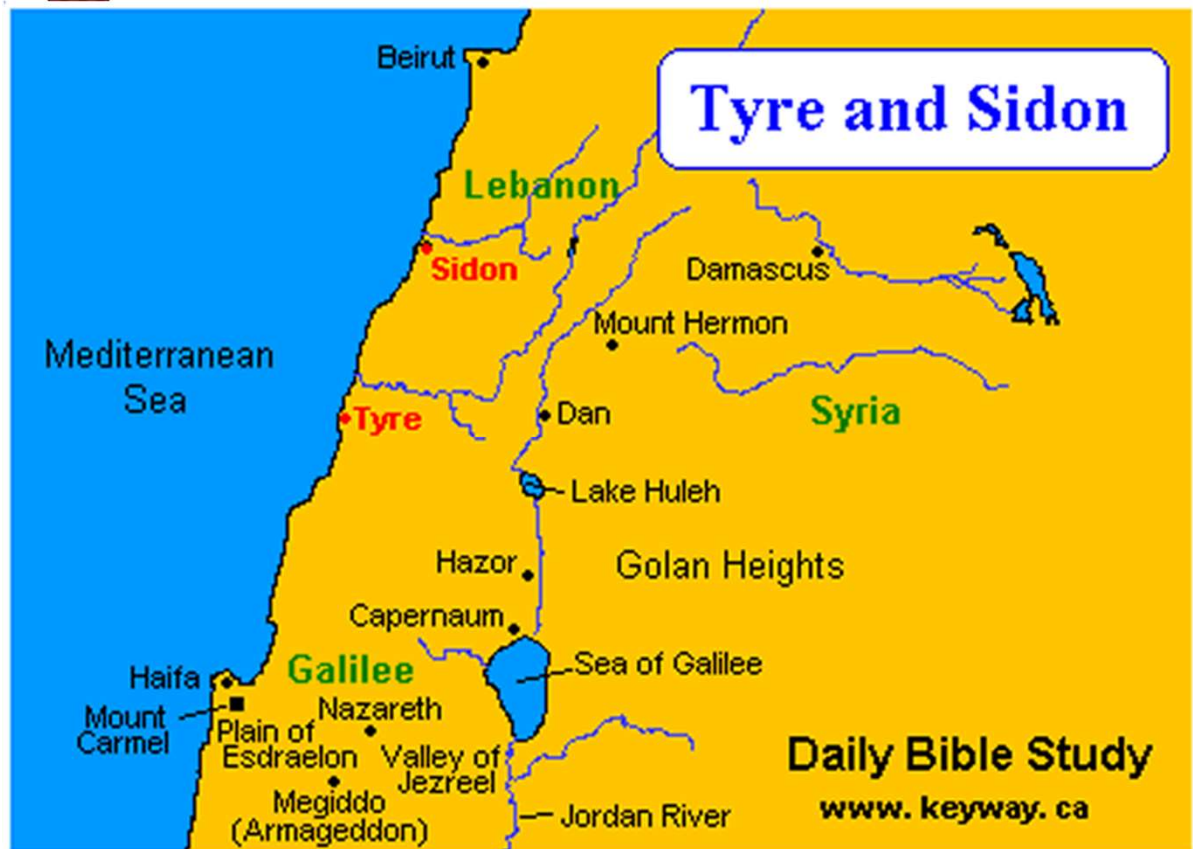 Beirut
Tyre and Sidon
Lebanon
Sidon
Damascus
Mount Hermon
Mediterranean
Sea
Tyre
Dan
Syria
Lake Huleh
Hazor
Golan Heights
Capernaum
Galilee
Sea of Galilee
Haifa
Mount
Carmel
Nazareth
Plain of
Esdraelon
Valley of
Jezreel
Megiddo
(Armageddon)
Jordan River
Daily Bible Study
www.keyway.ca